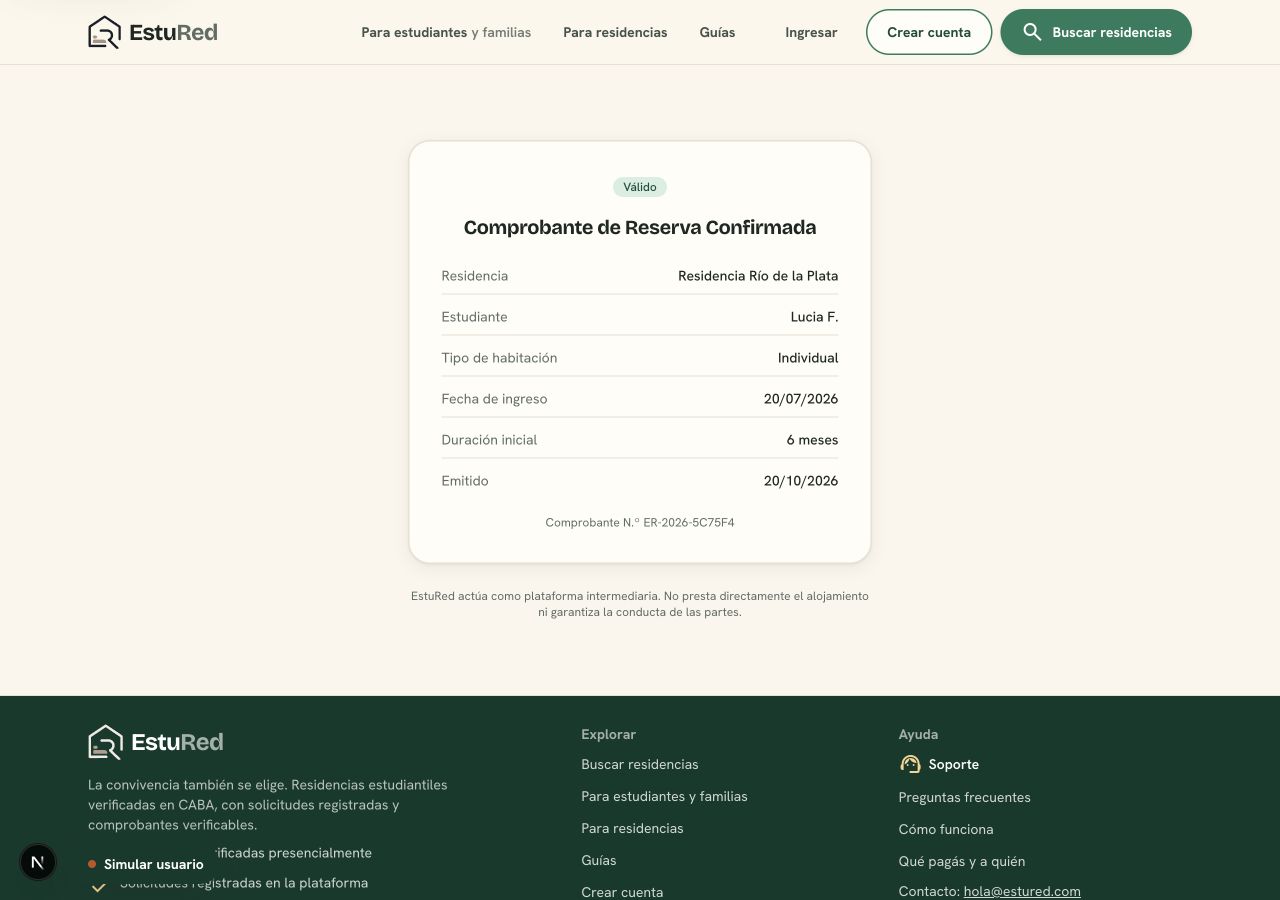 EstuRed
Para estudiantes y familias
Para residencias
Guías
Ingresar
Crear cuenta
Buscar residencias
Válido
Comprobante de Reserva Confirmada
Residencia Residencia Río de la Plata
Estudiante Lucia F.
Tipo de habitación Individual
Fecha de ingreso 20/07/2026
Duración inicial 6 meses
Emitido 20/10/2026
Comprobante N.º ER-2026-5C75F4
EstuRed actúa como plataforma intermediaria. No presta directamente el alojamiento
ni garantiza la conducta de las partes.
EstuRed
La convivencia también se elige. Residencias estudiantiles
verificadas en CABA, con solicitudes registradas y
comprobantes verificables.
presencialmente
Simular usuario
Solicitudes registradas en la plataforma
Explorar
Buscar residencias
Para estudiantes y familias
Para residencias
Guías
Crear cuenta
Ayuda
Soporte
Preguntas frecuentes
Cómo funciona
Qué pagás y a quién
Contacto: hola@estured.com